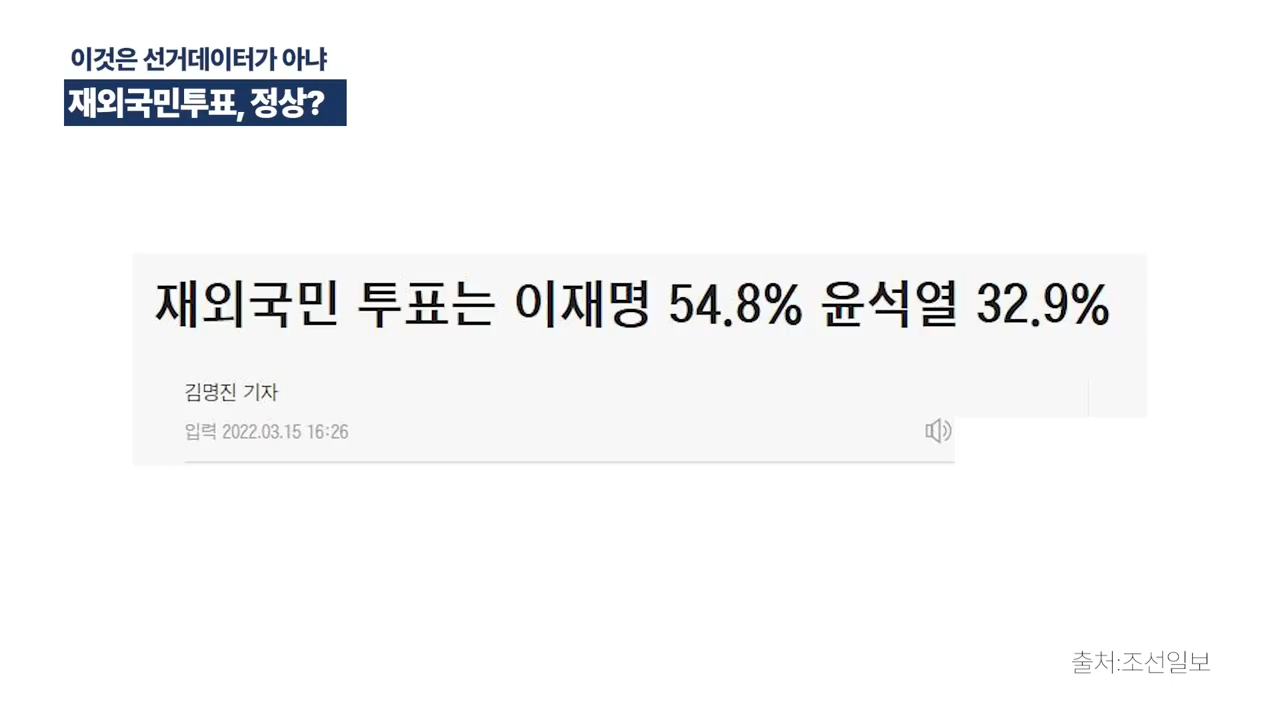 이것은 선거데이터가 아냐
재외국민투표, 정상?
재외국민 투표는 이재명 54.8% 윤석열 32.9%
김명진 기자
입력 2022.03.15 16:26
출처:조선일보